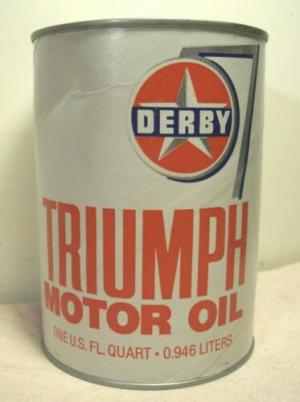 DERBY
TRIUMPH
MOTOR OIL
ONE U.S. FL. QUART • 0.946 LITERS